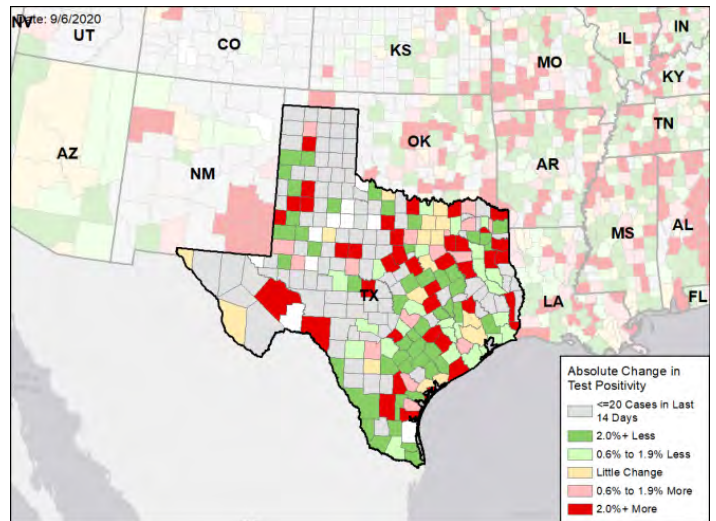 Date: 9/6/2020
NV
UT
CO
KS
MO
IL
IN
KY
AZ
NM
OK
AR
TN
TX
LA
MS
AL
FL
Absolute Change in
Test Positivity
<=20 Cases in Last
14 Days
2.0%+ Less
0.6% to 1.9% Less
Little Change
0.6% to 1.9% More
2.0%+ More